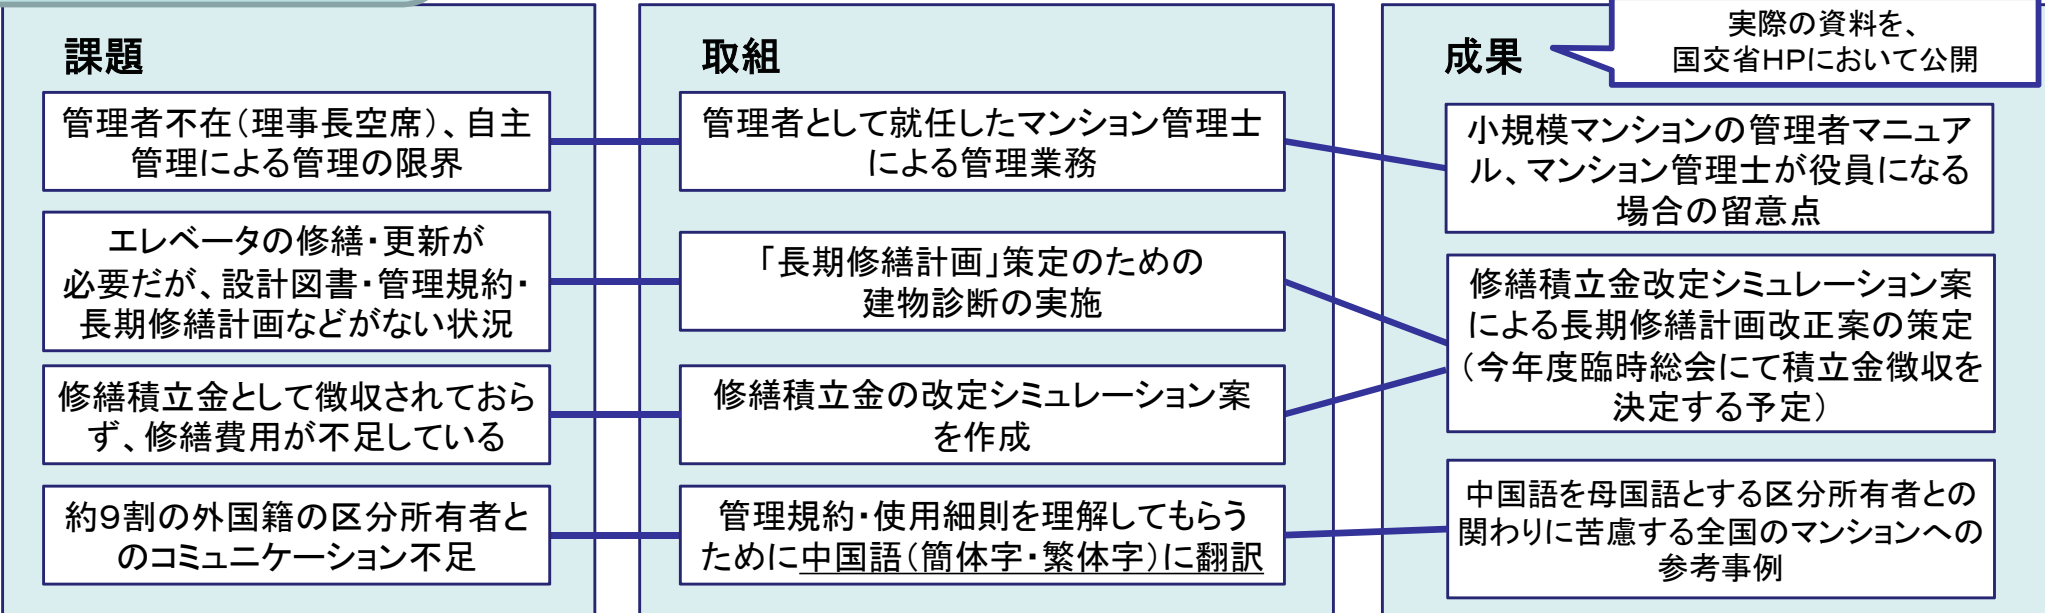 課題
管理者不在（理事長空席）、自主
管理による管理の限界
エレベータの修繕・更新が
必要だが、設計図書・管理規約・
長期修繕計画などがない状況
修繕積立金として徴収されておら
ず、修繕費用が不足している
約９割の外国籍の区分所有者と
のコミュニケーション不足
取組
管理者として就任したマンション管理士
による管理業務
「長期修繕計画」策定のための
建物診断の実施
修繕積立金の改定シミュレーション案
を作成
管理規約・使用細則を理解してもらう
ために中国語（簡体字・繁体字）に翻訳
成果
実際の資料を、
国交省ＨＰにおいて公開
小規模マンションの管理者マニュア
ル、マンション管理士が役員になる
場合の留意点
修繕積立金改定シミュレーション案
による長期修繕計画改正案の策定
（今年度臨時総会にて積立金徴収を
決定する予定）
中国語を母国語とする区分所有者との
関わりに苦慮する全国のマンションへの
参考事例